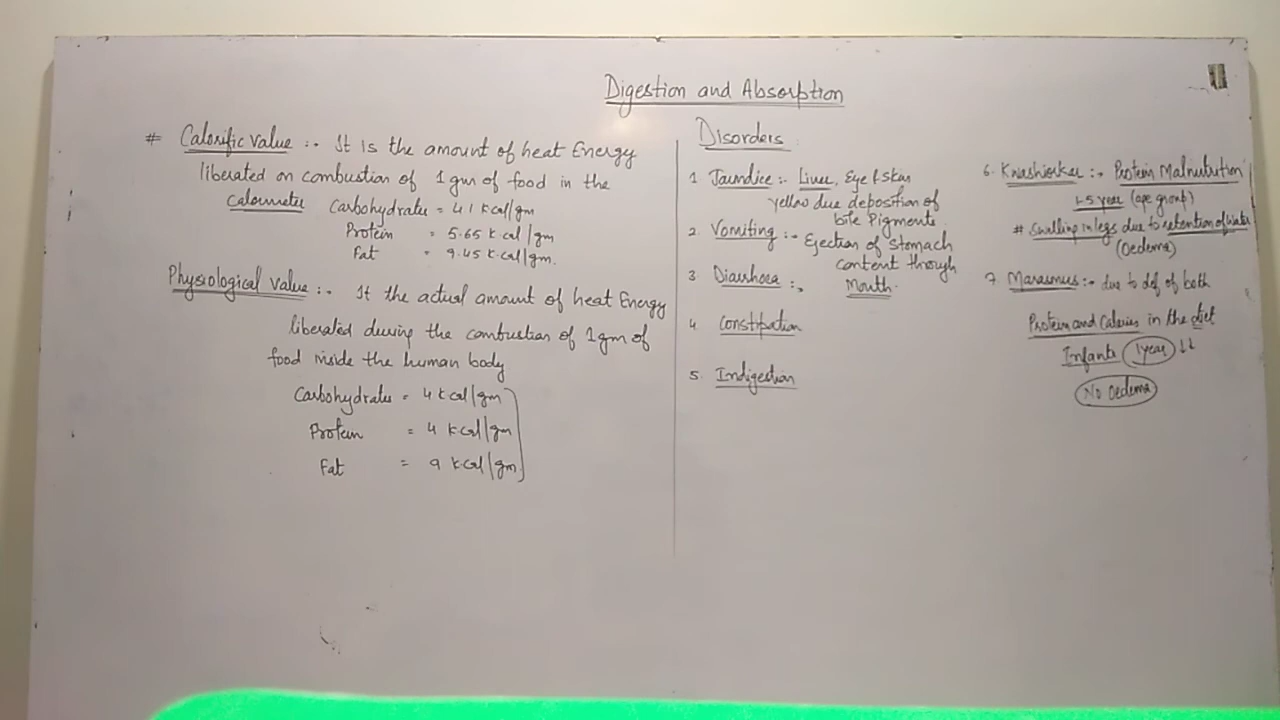 Digestion and Absorption
# Calorific value :- It is the amount of heat Energy
liberated on combustion of 1 gm of food in the
calorimeter Carbohydrates = 4.1 kcal/gm
Protein = 5.65 kcal/gm
Fat = 9.45 k.cal/gm.
Physiological value :- It the actual amount of heat Energy
liberated during the combustion of 1 gm of
food inside the human body
Carbohydrates = 4 kcal/gm
Protein = 4 kcal/gm
Fat = 9 kcal/gm
Disorders
1 Jaundice :- Liver, Eye & skin
yellow due deposition of
bile Pigments
2. Vomiting :- Ejection of stomach
content through
Mouth.
3 Diarrhoea :-
4. Constipation
5. Indigestion
6. Kwashiorkor :- Protein Malnutrition
1-5 year (age group)
# Swelling in legs due to retention of water
(Oedema)
7 Marasmus :- due to def of both
Protein and Calories in the diet
Infants 1year ↓↓
No Oedema